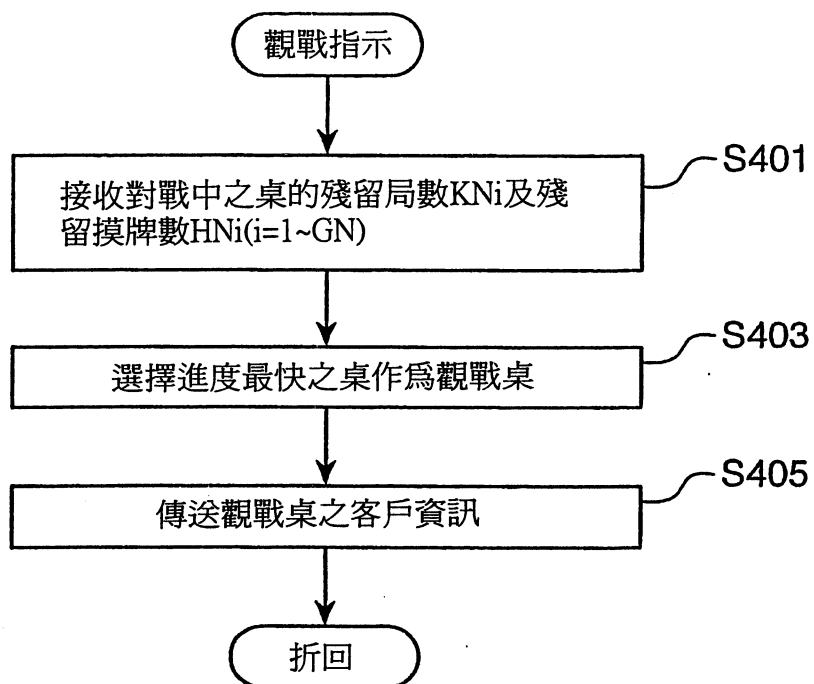 觀戰指示
S401
接收對戰中之桌的殘留局數KNi及殘
留摸牌數HNi(i=1~GN)
S403
選擇進度最快之桌作爲觀戰桌
S405
傳送觀戰桌之客戶資訊
折回